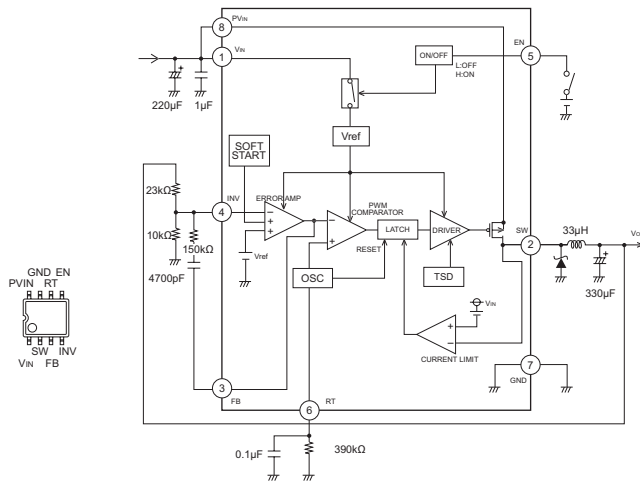 PVIN
8
VIN
1
220µF
1µF
ON/OFF
L:OFF
H:ON
EN
5
Vref
SOFT
START
23kΩ
INV
4
ERROR AMP
PWM
COMPARATOR
LATCH
DRIVER
RESET
SW
2
33µH
VO
10kΩ
150kΩ
4700pF
Vref
OSC
TSD
330µF
VIN
CURRENT LIMIT
GND EN
PVIN RT
SW INV
VIN FB
3
FB
6
RT
7
GND
0.1µF
390kΩ